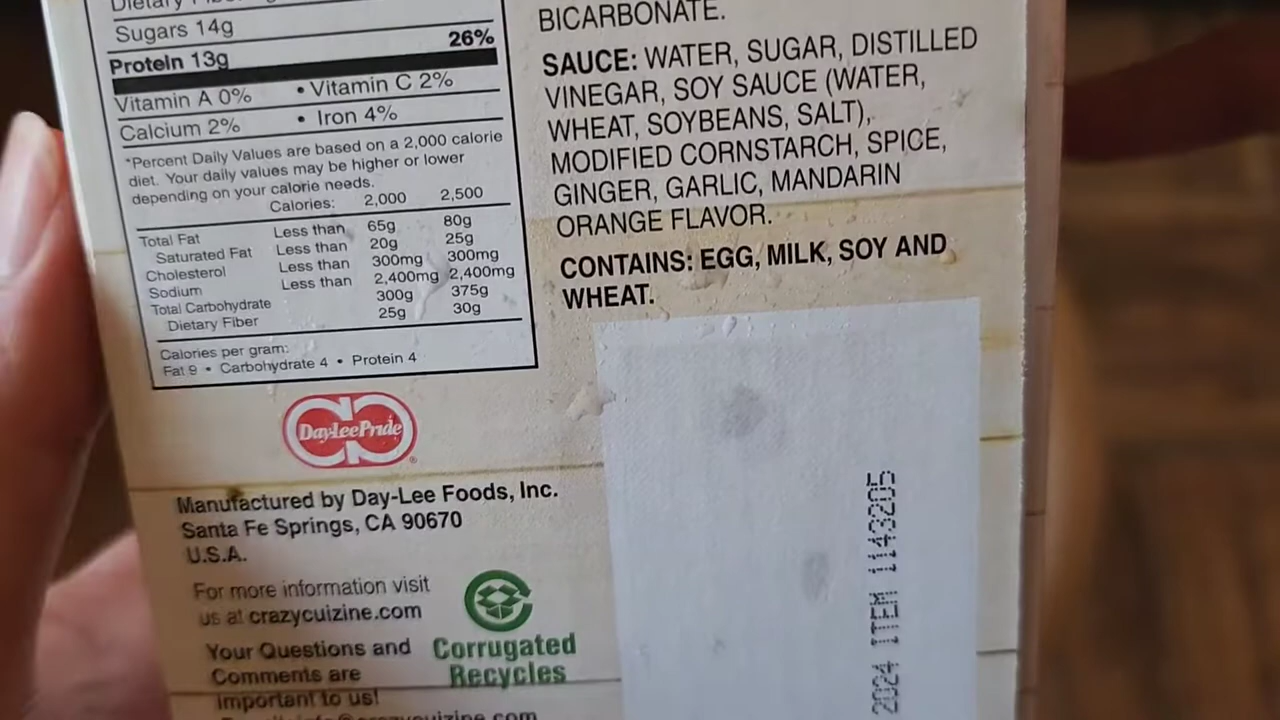 Sugars 14g
Protein 13g 26%
Vitamin A 0% • Vitamin C 2%
Calcium 2% • Iron 4%
*Percent Daily Values are based on a 2,000 calorie
diet. Your daily values may be higher or lower
depending on your calorie needs.
Calories: 2,000 2,500
Total Fat Less than 65g 80g
Saturated Fat Less than 20g 25g
Cholesterol Less than 300mg 300mg
Sodium Less than 2,400mg 2,400mg
Total Carbohydrate 300g 375g
Dietary Fiber 25g 30g
Calories per gram:
Fat 9 • Carbohydrate 4 • Protein 4
BICARBONATE.
SAUCE: WATER, SUGAR, DISTILLED
VINEGAR, SOY SAUCE (WATER,
WHEAT, SOYBEANS, SALT),
MODIFIED CORNSTARCH, SPICE,
GINGER, GARLIC, MANDARIN
ORANGE FLAVOR.
CONTAINS: EGG, MILK, SOY AND
WHEAT.
Day-LeePride®
Manufactured by Day-Lee Foods, Inc.
Santa Fe Springs, CA 90670
U.S.A.
For more information visit
us at crazycuizine.com
Your Questions and
Comments are
important to us!
Corrugated
Recycles
2024 ITEM 1143205